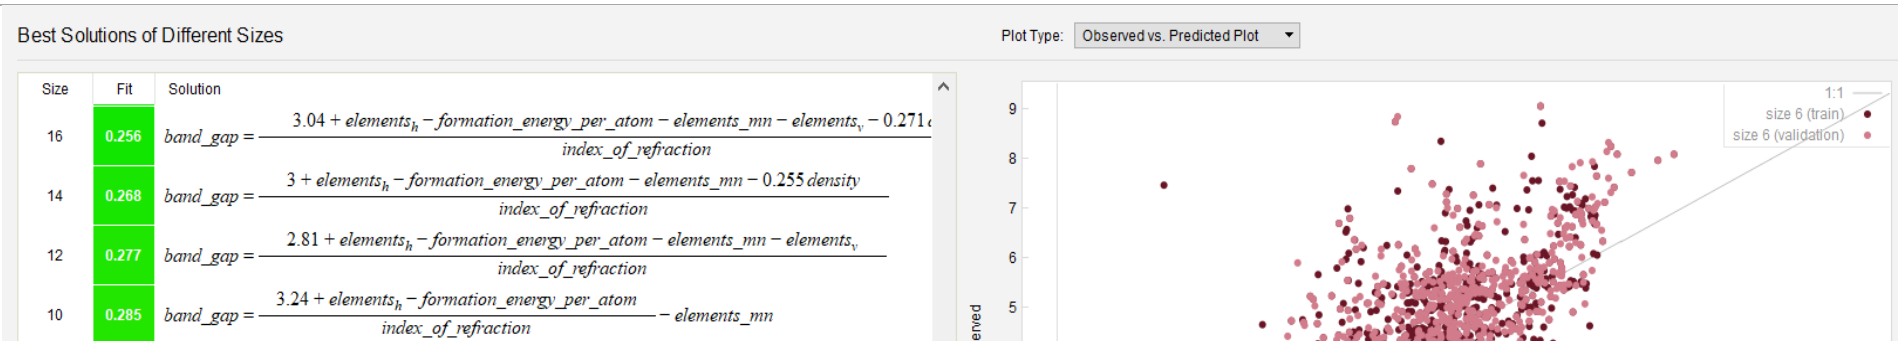 Best Solutions of Different Sizes
Plot Type: Observed vs. Predicted Plot
Size Fit Solution
16 0.256 band_gap = 3.04 + elements_h − formation_energy_per_atom − elements_mn − elements_v − 0.271
index_of_refraction
14 0.268 band_gap = 3 + elements_h − formation_energy_per_atom − elements_mn − 0.255 density
index_of_refraction
12 0.277 band_gap = 2.81 + elements_h − formation_energy_per_atom − elements_mn − elements_v
index_of_refraction
10 0.285 band_gap = 3.24 + elements_h − formation_energy_per_atom
index_of_refraction − elements_mn
1:1
size 6 (train)
size 6 (validation)
9
8
7
6
5
erved